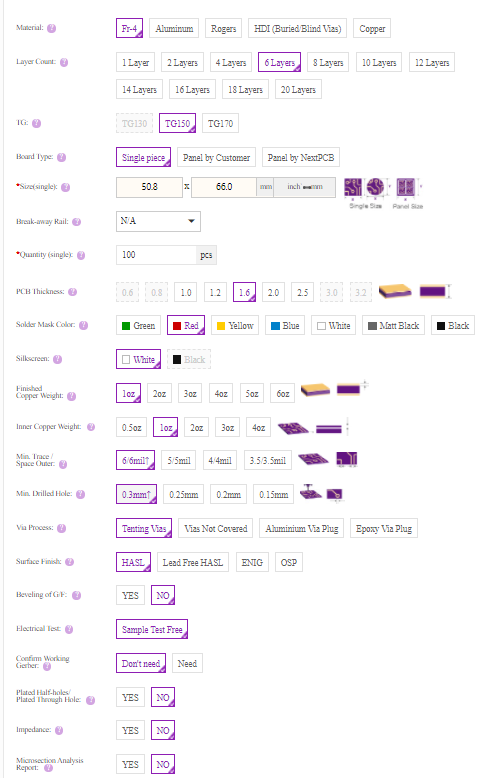 Material: ?
Fr-4 Aluminum Rogers HDI (Buried/Blind Vias) Copper
Layer Count: ?
1 Layer 2 Layers 4 Layers 6 Layers 8 Layers 10 Layers 12 Layers
14 Layers 16 Layers 18 Layers 20 Layers
TG: ?
TG130 TG150 TG170
Board Type: ?
Single piece Panel by Customer Panel by NextPCB
*Size(single): ?
50.8 x 66.0 mm inch ⇌mm
Single Size Panel Size
Break-away Rail: ?
N/A
*Quantity (single): ?
100 pcs
PCB Thickness: ?
0.6 0.8 1.0 1.2 1.6 2.0 2.5 3.0 3.2
Solder Mask Color: ?
Green Red Yellow Blue White Matt Black Black
Silkscreen: ?
White Black
Finished
Copper Weight: ?
1oz 2oz 3oz 4oz 5oz 6oz
Inner Copper Weight: ?
0.5oz 1oz 2oz 3oz 4oz
Min. Trace /
Space Outer: ?
6/6mil↑ 5/5mil 4/4mil 3.5/3.5mil
Min. Drilled Hole: ?
0.3mm↑ 0.25mm 0.2mm 0.15mm
Via Process: ?
Tenting Vias Vias Not Covered Aluminium Via Plug Epoxy Via Plug
Surface Finish: ?
HASL Lead Free HASL ENIG OSP
Beveling of G/F: ?
YES NO
Electrical Test: ?
Sample Test Free
Confirm Working
Gerber: ?
Don't need Need
Plated Half-holes/
Plated Through Hole: ?
YES NO
Impedance: ?
YES NO
Microsection Analysis
Report: ?
YES NO